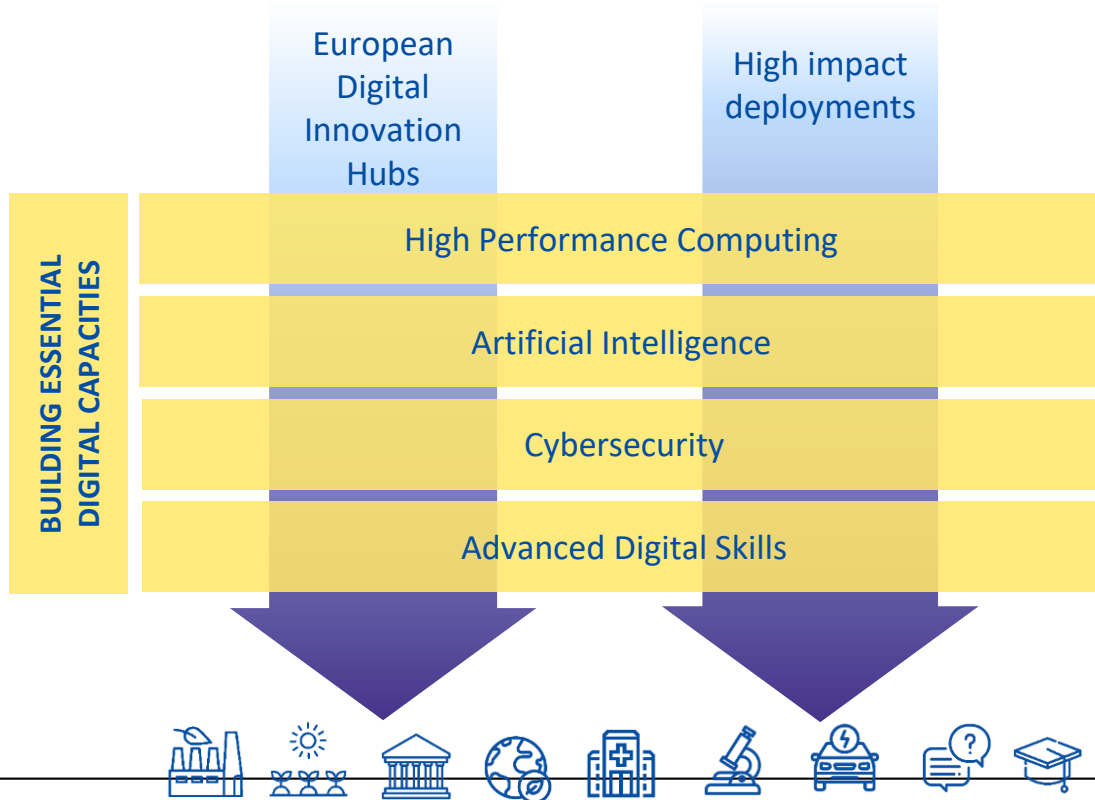 European
Digital
Innovation
Hubs
High impact
deployments
BUILDING ESSENTIAL
DIGITAL CAPACITIES
High Performance Computing
Artificial Intelligence
Cybersecurity
Advanced Digital Skills
?